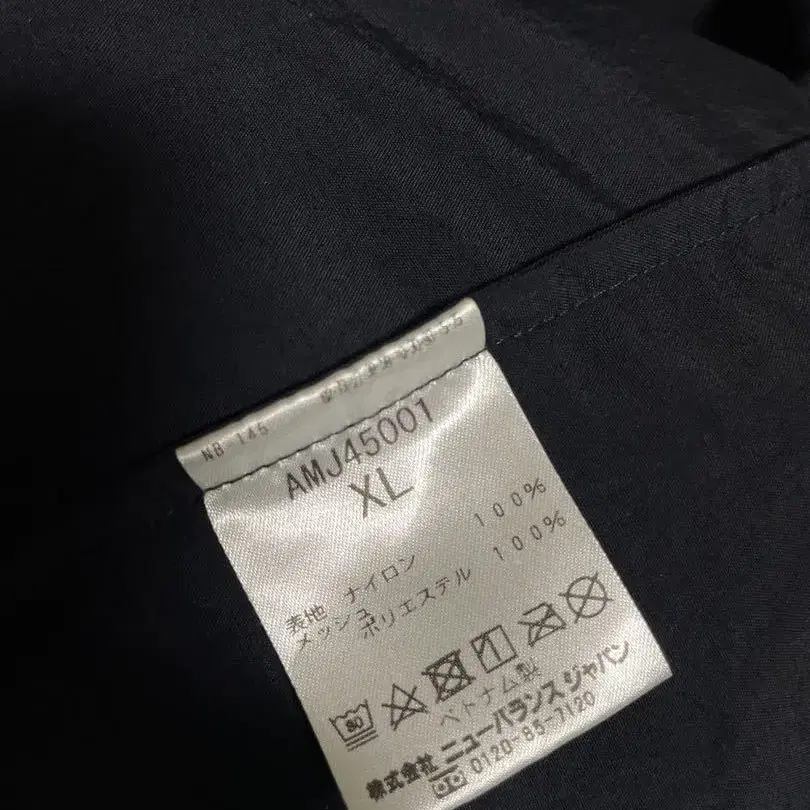 NB 145
AMJ45001
XL
表地 ナイロン 100%
メッシュ ポリエステル 100%
ベトナム製
株式会社 ニューバランス ジャパン
0120-85-7120